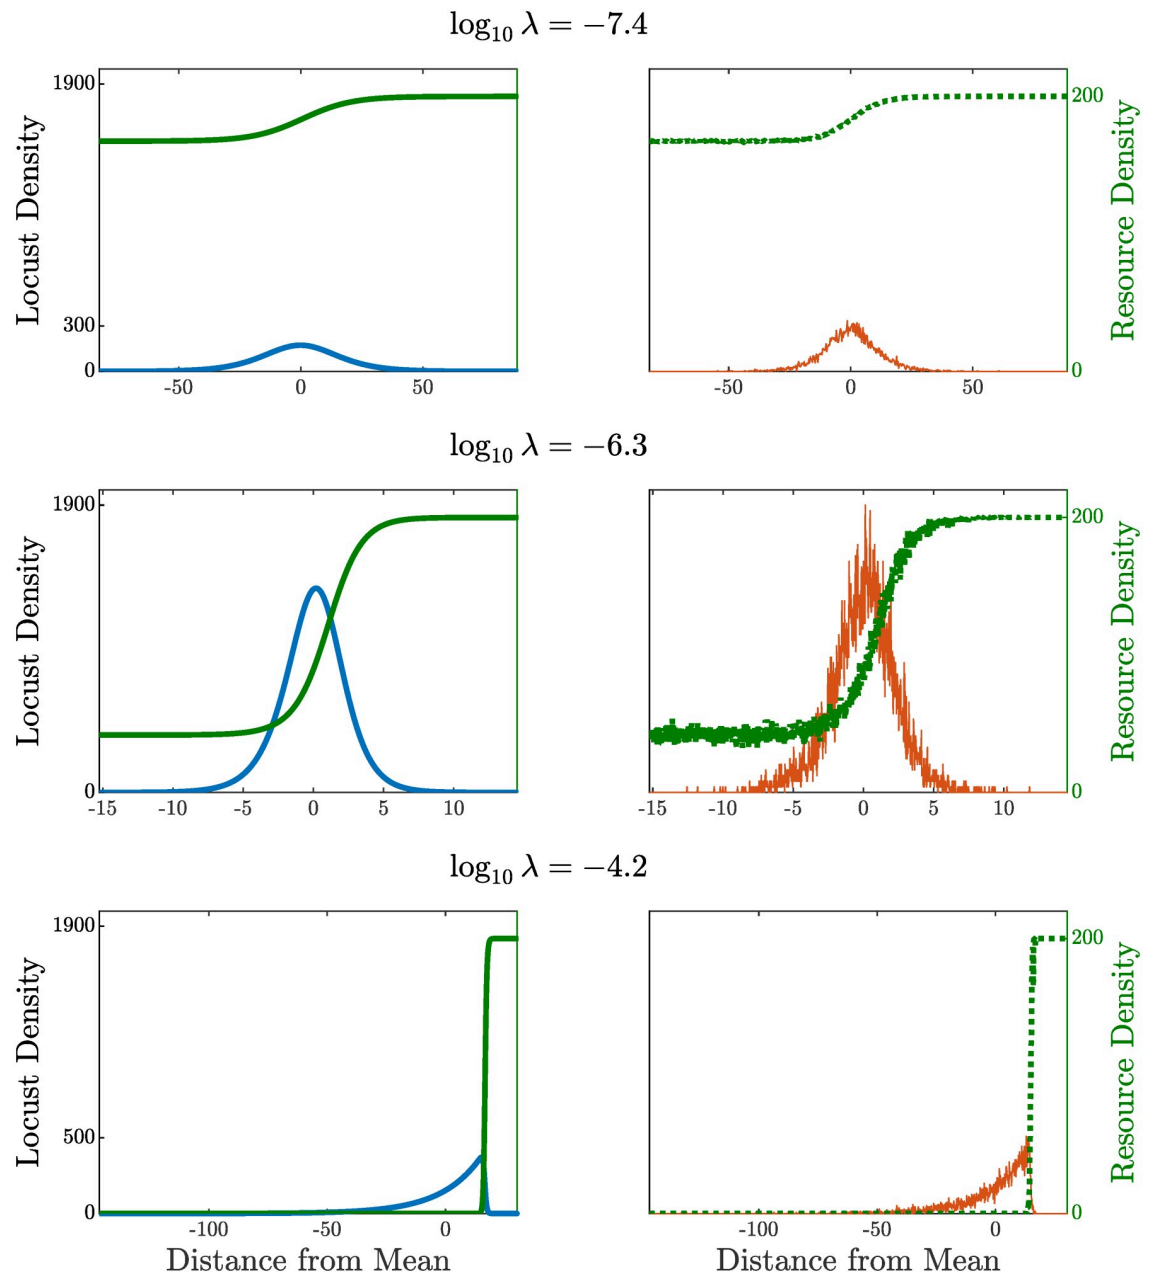 log₁₀ λ = −7.4
Locust Density
1900
300
0
-50 0 50
-50 0 50
200
0
Resource Density
log₁₀ λ = −6.3
Locust Density
1900
0
-15 -10 -5 0 5 10
-15 -10 -5 0 5 10
200
0
Resource Density
log₁₀ λ = −4.2
Locust Density
1900
500
0
-100 -50 0
Distance from Mean
-100 -50 0
Distance from Mean
200
0
Resource Density